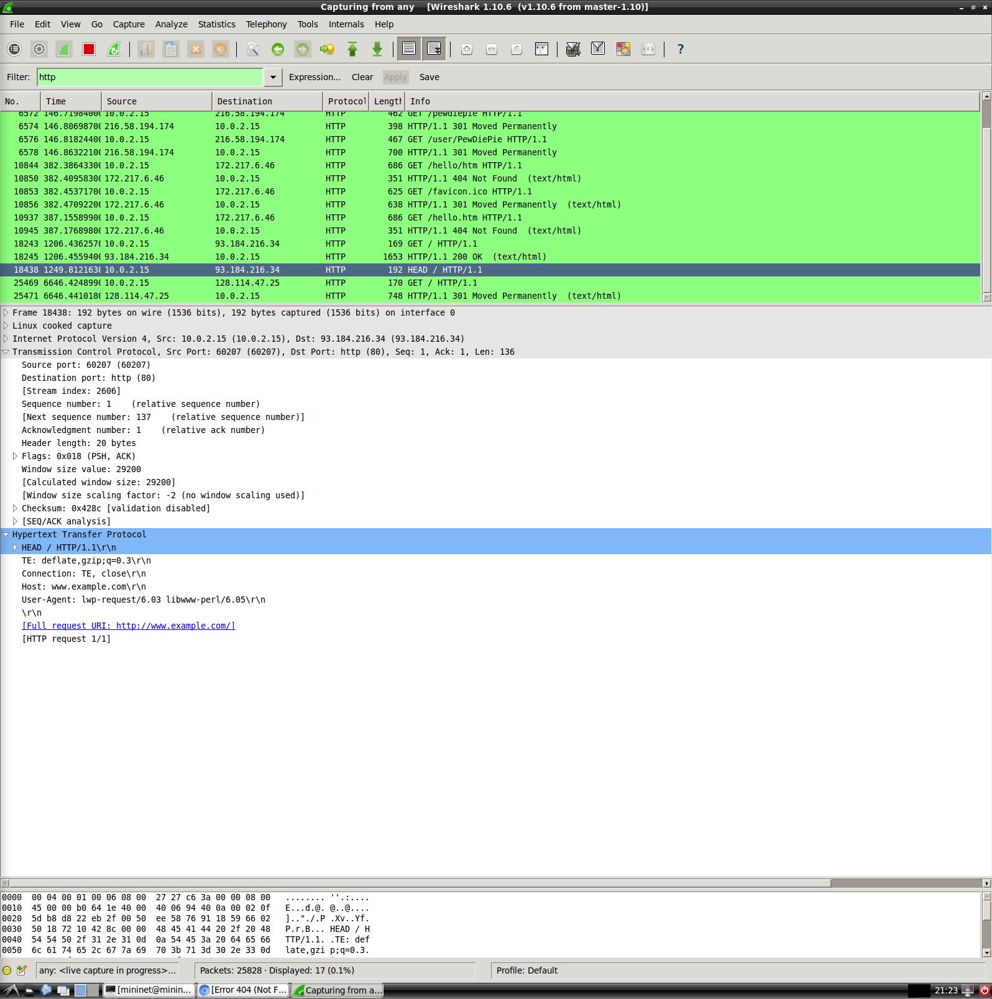 Capturing from any    [Wireshark 1.10.6  (v1.10.6 from master-1.10)]
File Edit View Go Capture Analyze Statistics Telephony Tools Internals Help
Filter: http Expression... Clear Apply Save
No. Time Source Destination Protocol Length Info
6572 146.71984000 10.0.2.15 216.58.194.174 HTTP 462 GET /pewdiepie HTTP/1.1
6574 146.80698700 216.58.194.174 10.0.2.15 HTTP 398 HTTP/1.1 301 Moved Permanently
6576 146.81824400 10.0.2.15 216.58.194.174 HTTP 467 GET /user/PewDiePie HTTP/1.1
6578 146.86322100 216.58.194.174 10.0.2.15 HTTP 700 HTTP/1.1 301 Moved Permanently
10844 382.38643300 10.0.2.15 172.217.6.46 HTTP 686 GET /hello/htm HTTP/1.1
10850 382.40958300 172.217.6.46 10.0.2.15 HTTP 351 HTTP/1.1 404 Not Found  (text/html)
10853 382.45371700 10.0.2.15 172.217.6.46 HTTP 625 GET /favicon.ico HTTP/1.1
10856 382.47092200 172.217.6.46 10.0.2.15 HTTP 638 HTTP/1.1 301 Moved Permanently  (text/html)
10937 387.15589900 10.0.2.15 172.217.6.46 HTTP 686 GET /hello.htm HTTP/1.1
10945 387.17689800 172.217.6.46 10.0.2.15 HTTP 351 HTTP/1.1 404 Not Found  (text/html)
18243 1206.4362570 10.0.2.15 93.184.216.34 HTTP 169 GET / HTTP/1.1
18245 1206.4559400 93.184.216.34 10.0.2.15 HTTP 1653 HTTP/1.1 200 OK  (text/html)
18438 1249.8121630 10.0.2.15 93.184.216.34 HTTP 192 HEAD / HTTP/1.1
25469 6646.4248990 10.0.2.15 128.114.47.25 HTTP 170 GET / HTTP/1.1
25471 6646.4410180 128.114.47.25 10.0.2.15 HTTP 748 HTTP/1.1 301 Moved Permanently  (text/html)
Frame 18438: 192 bytes on wire (1536 bits), 192 bytes captured (1536 bits) on interface 0
Linux cooked capture
Internet Protocol Version 4, Src: 10.0.2.15 (10.0.2.15), Dst: 93.184.216.34 (93.184.216.34)
Transmission Control Protocol, Src Port: 60207 (60207), Dst Port: http (80), Seq: 1, Ack: 1, Len: 136
Source port: 60207 (60207)
Destination port: http (80)
[Stream index: 2606]
Sequence number: 1    (relative sequence number)
[Next sequence number: 137    (relative sequence number)]
Acknowledgment number: 1    (relative ack number)
Header length: 20 bytes
Flags: 0x018 (PSH, ACK)
Window size value: 29200
[Calculated window size: 29200]
[Window size scaling factor: -2 (no window scaling used)]
Checksum: 0x428c [validation disabled]
[SEQ/ACK analysis]
Hypertext Transfer Protocol
HEAD / HTTP/1.1\r\n
TE: deflate,gzip;q=0.3\r\n
Connection: TE, close\r\n
Host: www.example.com\r\n
User-Agent: lwp-request/6.03 libwww-perl/6.05\r\n
\r\n
[Full request URI: http://www.example.com/]
[HTTP request 1/1]
0000  00 04 00 01 00 06 08 00  27 27 c6 3a 00 00 08 00   ........ ''.:....
0010  45 00 00 b0 64 1e 40 00  40 06 94 40 0a 00 02 0f   E...d.@. @..@....
0020  5d b8 d8 22 eb 2f 00 50  ee 58 76 91 18 59 66 02   ].."./.P .Xv..Yf.
0030  50 18 72 10 42 8c 00 00  48 45 41 44 20 2f 20 48   P.r.B... HEAD / H
0040  54 54 50 2f 31 2e 31 0d  0a 54 45 3a 20 64 65 66   TTP/1.1. .TE: def
0050  6c 61 74 65 2c 67 7a 69  70 3b 71 3d 30 2e 33 0d   late,gzi p;q=0.3.
any: <live capture in progress>... Packets: 25828 · Displayed: 17 (0.1%) Profile: Default
[mininet@minin... [Error 404 (Not F... Capturing from a... 21:23